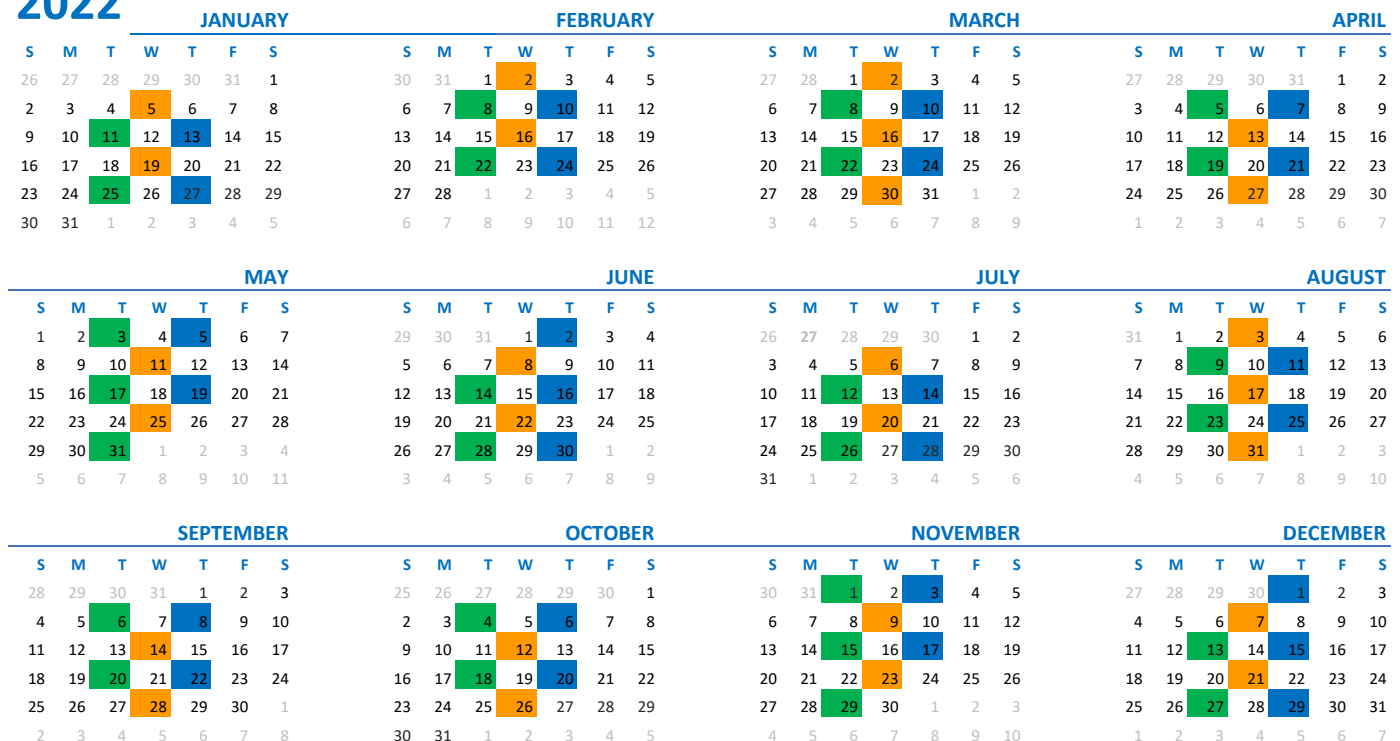 2022 JANUARY FEBRUARY MARCH APRIL
S M T W T F S S M T W T F S S M T W T F S S M T W T F S
26 27 28 29 30 31 1 30 31 1 2 3 4 5 27 28 1 2 3 4 5 27 28 29 30 31 1 2
2 3 4 5 6 7 8 6 7 8 9 10 11 12 6 7 8 9 10 11 12 3 4 5 6 7 8 9
9 10 11 12 13 14 15 13 14 15 16 17 18 19 13 14 15 16 17 18 19 10 11 12 13 14 15 16
16 17 18 19 20 21 22 20 21 22 23 24 25 26 20 21 22 23 24 25 26 17 18 19 20 21 22 23
23 24 25 26 27 28 29 27 28 1 2 3 4 5 27 28 29 30 31 1 2 24 25 26 27 28 29 30
30 31 1 2 3 4 5 6 7 8 9 10 11 12 3 4 5 6 7 8 9 1 2 3 4 5 6 7
MAY JUNE JULY AUGUST
S M T W T F S S M T W T F S S M T W T F S S M T W T F S
1 2 3 4 5 6 7 29 30 31 1 2 3 4 26 27 28 29 30 1 2 31 1 2 3 4 5 6
8 9 10 11 12 13 14 5 6 7 8 9 10 11 3 4 5 6 7 8 9 7 8 9 10 11 12 13
15 16 17 18 19 20 21 12 13 14 15 16 17 18 10 11 12 13 14 15 16 14 15 16 17 18 19 20
22 23 24 25 26 27 28 19 20 21 22 23 24 25 17 18 19 20 21 22 23 21 22 23 24 25 26 27
29 30 31 1 2 3 4 26 27 28 29 30 1 2 24 25 26 27 28 29 30 28 29 30 31 1 2 3
5 6 7 8 9 10 11 3 4 5 6 7 8 9 31 1 2 3 4 5 6 4 5 6 7 8 9 10
SEPTEMBER OCTOBER NOVEMBER DECEMBER
S M T W T F S S M T W T F S S M T W T F S S M T W T F S
28 29 30 31 1 2 3 25 26 27 28 29 30 1 30 31 1 2 3 4 5 27 28 29 30 1 2 3
4 5 6 7 8 9 10 2 3 4 5 6 7 8 6 7 8 9 10 11 12 4 5 6 7 8 9 10
11 12 13 14 15 16 17 9 10 11 12 13 14 15 13 14 15 16 17 18 19 11 12 13 14 15 16 17
18 19 20 21 22 23 24 16 17 18 19 20 21 22 20 21 22 23 24 25 26 18 19 20 21 22 23 24
25 26 27 28 29 30 1 23 24 25 26 27 28 29 27 28 29 30 1 2 3 25 26 27 28 29 30 31
2 3 4 5 6 7 8 30 31 1 2 3 4 5 4 5 6 7 8 9 10 1 2 3 4 5 6 7